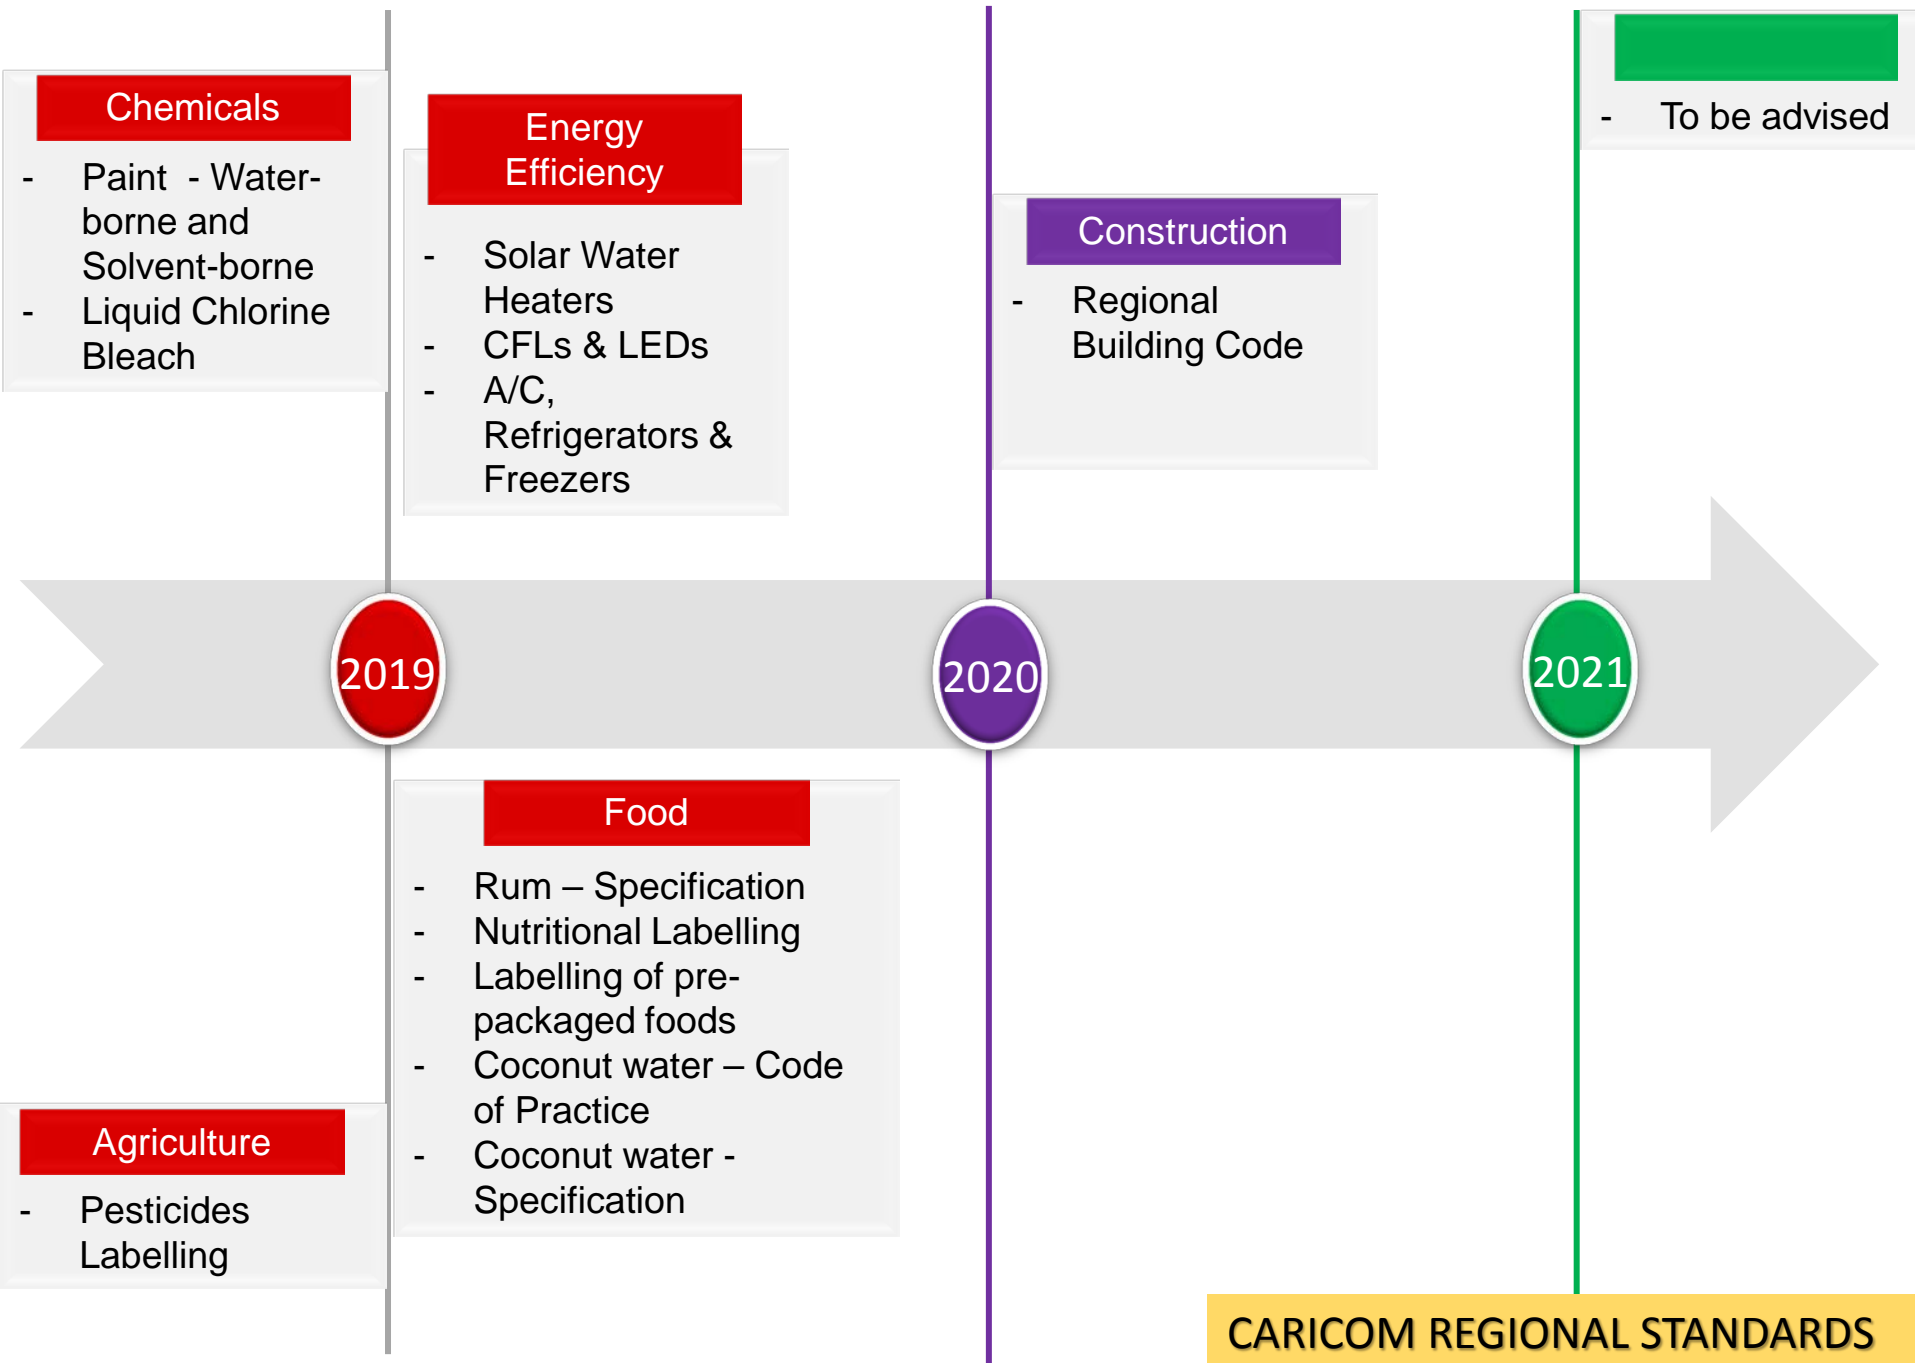 Chemicals
- Paint - Water-
borne and
Solvent-borne
- Liquid Chlorine
Bleach
Energy
Efficiency
- Solar Water
Heaters
- CFLs & LEDs
- A/C,
Refrigerators &
Freezers
Construction
- Regional
Building Code
- To be advised
2019
2020
2021
Agriculture
- Pesticides
Labelling
Food
- Rum – Specification
- Nutritional Labelling
- Labelling of pre-
packaged foods
- Coconut water – Code
of Practice
- Coconut water -
Specification
CARICOM REGIONAL STANDARDS